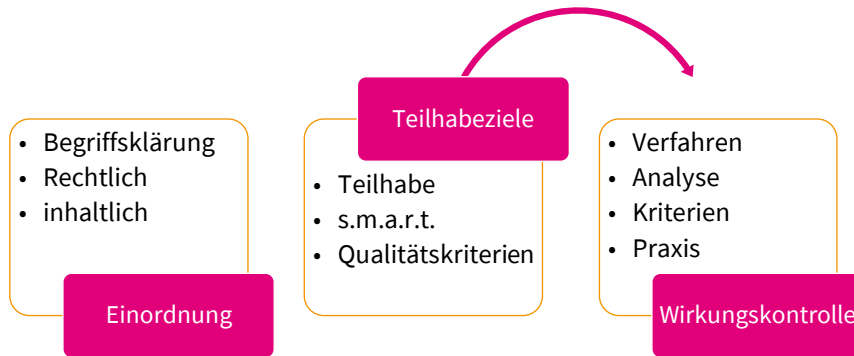 • Begriffsklärung
• Rechtlich
• inhaltlich
Einordnung
Teilhabeziele
• Teilhabe
• s.m.a.r.t.
• Qualitätskriterien
• Verfahren
• Analyse
• Kriterien
• Praxis
Wirkungskontrolle